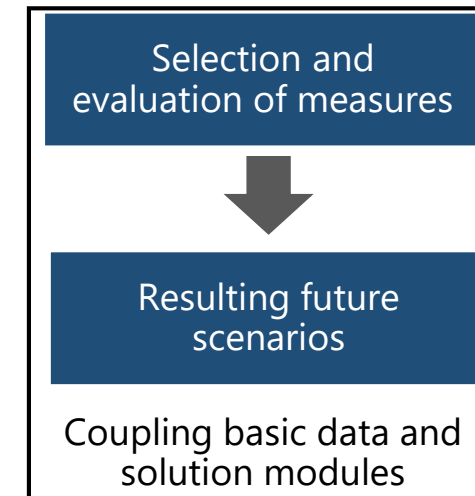 Selection and
evaluation of measures
Resulting future
scenarios
Coupling basic data and
solution modules